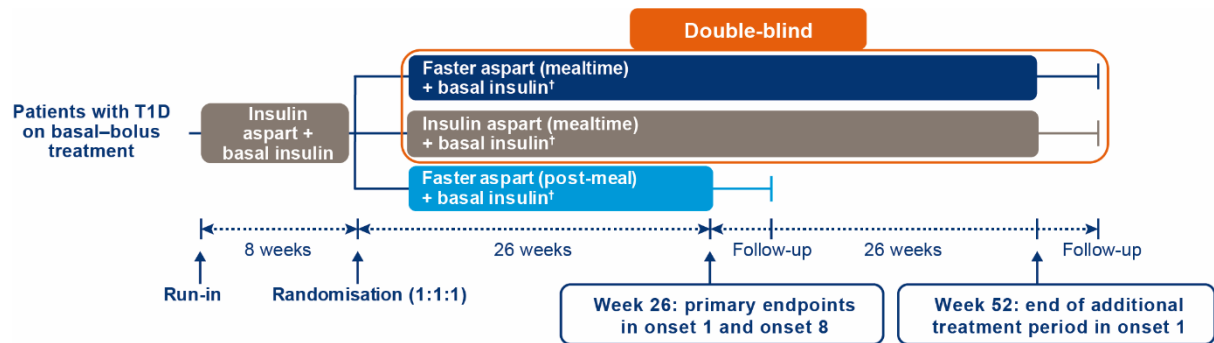 Double-blind
Faster aspart (mealtime)
+ basal insulin†
Patients with T1D
on basal–bolus
treatment
Insulin
aspart +
basal insulin
Insulin aspart (mealtime)
+ basal insulin†
Faster aspart (post-meal)
+ basal insulin†
8 weeks
26 weeks
Follow-up
26 weeks
Follow-up
Run-in
Randomisation (1:1:1)
Week 26: primary endpoints
in onset 1 and onset 8
Week 52: end of additional
treatment period in onset 1